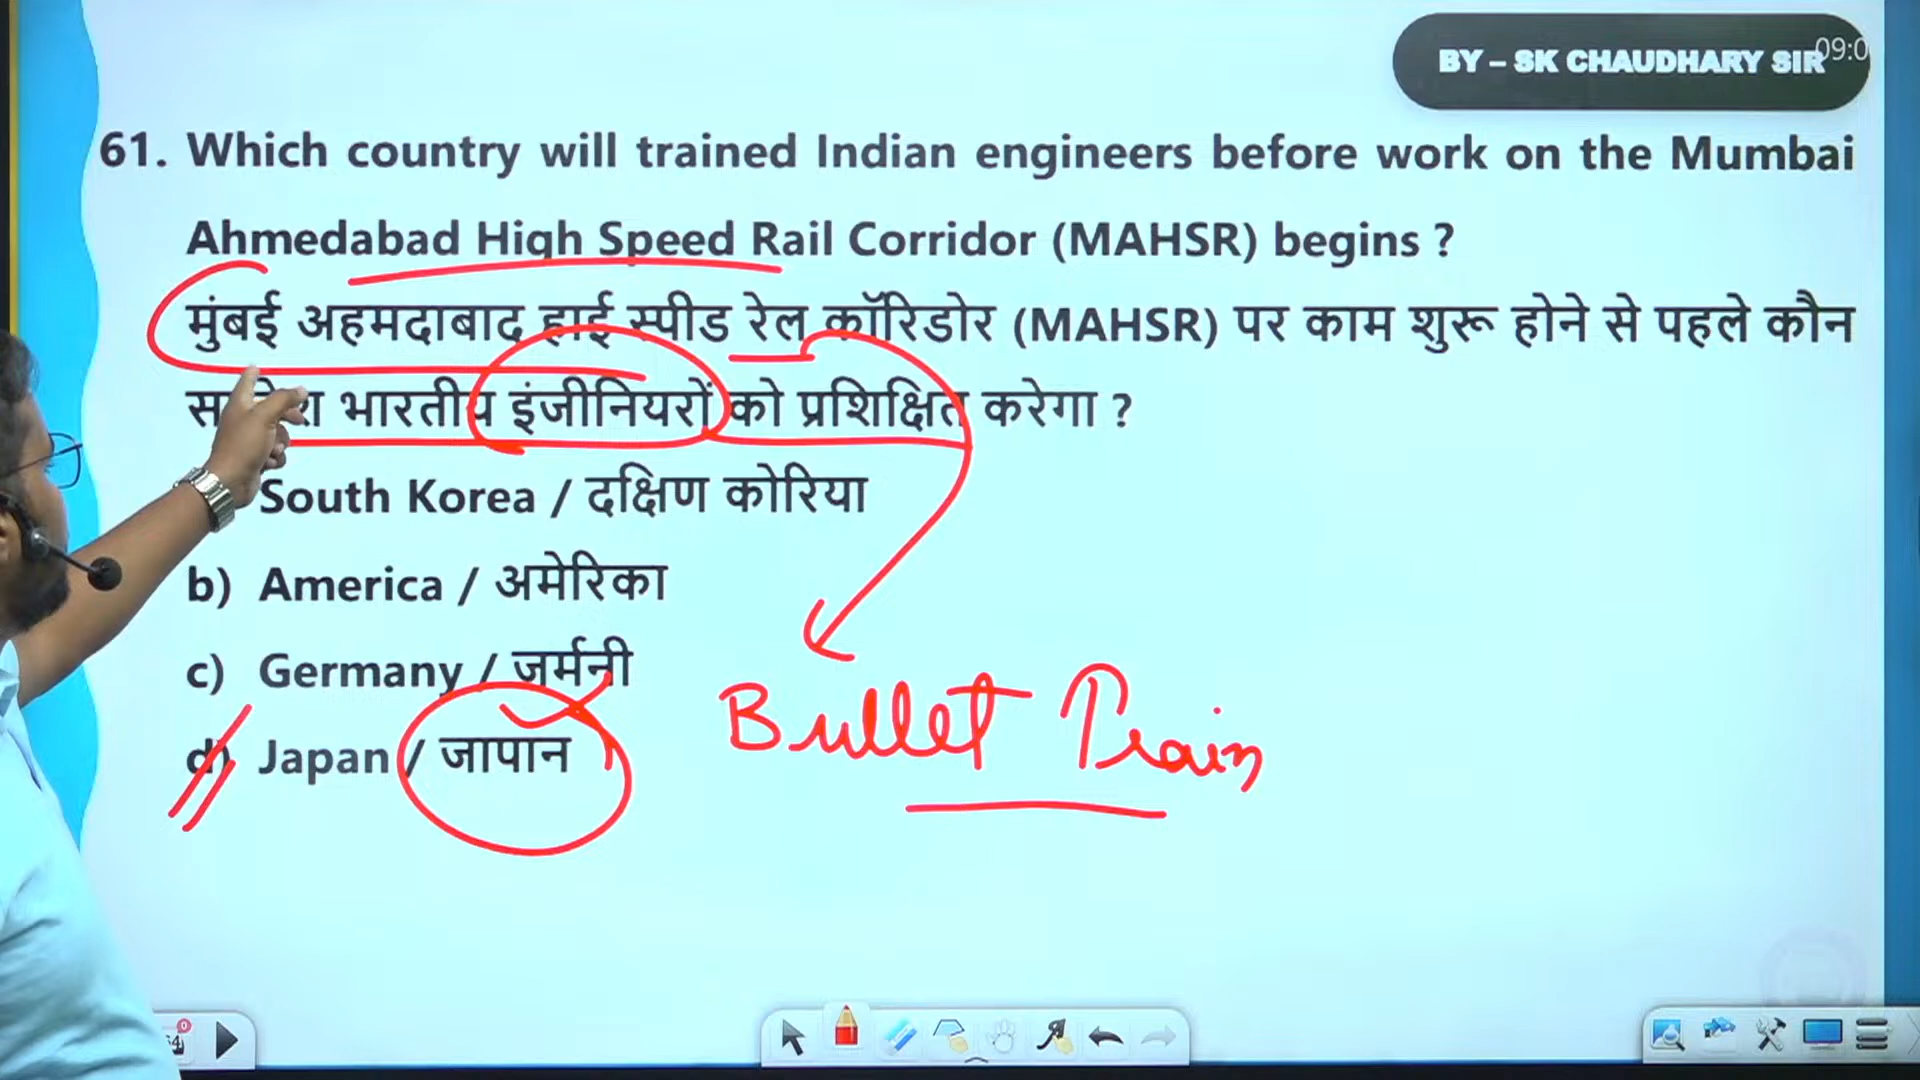 BY – SK CHAUDHARY SIR
09:0
61. Which country will trained Indian engineers before work on the Mumbai
Ahmedabad High Speed Rail Corridor (MAHSR) begins ?
मुंबई अहमदाबाद हाई स्पीड रेल कॉरिडोर (MAHSR) पर काम शुरू होने से पहले कौन
भारतीय इंजीनियरों को प्रशिक्षित करेगा ?
South Korea / दक्षिण कोरिया
b) America / अमेरिका
c) Germany / जर्मनी
d) Japan / जापान
Bullet Train